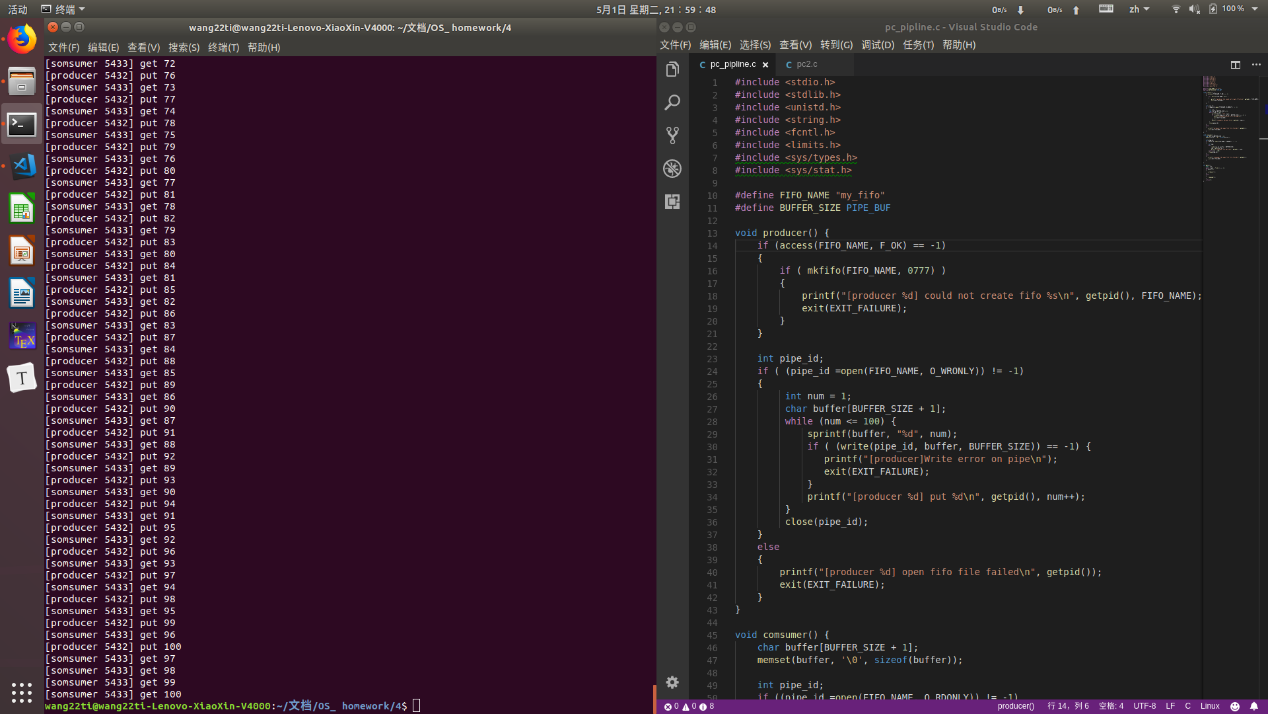 活动
终端
5月1日 星期二, 21:59:48
0B/s
0B/s
zh
100%
wang22ti@wang22ti-Lenovo-XiaoXin-V4000: ~/文档/OS_ homework/4
文件(F) 编辑(E) 查看(V) 搜索(S) 终端(T) 帮助(H)
[somsumer 5433] get 72
[producer 5432] put 76
[somsumer 5433] get 73
[producer 5432] put 77
[somsumer 5433] get 74
[producer 5432] put 78
[somsumer 5433] get 75
[producer 5432] put 79
[somsumer 5433] get 76
[producer 5432] put 80
[somsumer 5433] get 77
[producer 5432] put 81
[somsumer 5433] get 78
[producer 5432] put 82
[somsumer 5433] get 79
[producer 5432] put 83
[somsumer 5433] get 80
[producer 5432] put 84
[somsumer 5433] get 81
[producer 5432] put 85
[somsumer 5433] get 82
[producer 5432] put 86
[somsumer 5433] get 83
[producer 5432] put 87
[somsumer 5433] get 84
[producer 5432] put 88
[somsumer 5433] get 85
[producer 5432] put 89
[somsumer 5433] get 86
[producer 5432] put 90
[somsumer 5433] get 87
[producer 5432] put 91
[somsumer 5433] get 88
[producer 5432] put 92
[somsumer 5433] get 89
[producer 5432] put 93
[somsumer 5433] get 90
[producer 5432] put 94
[somsumer 5433] get 91
[producer 5432] put 95
[somsumer 5433] get 92
[producer 5432] put 96
[somsumer 5433] get 93
[producer 5432] put 97
[somsumer 5433] get 94
[producer 5432] put 98
[somsumer 5433] get 95
[producer 5432] put 99
[somsumer 5433] get 96
[producer 5432] put 100
[somsumer 5433] get 97
[somsumer 5433] get 98
[somsumer 5433] get 99
[somsumer 5433] get 100
wang22ti@wang22ti-Lenovo-XiaoXin-V4000:~/文档/OS_ homework/4$
pc_pipline.c - Visual Studio Code
文件(F) 编辑(E) 选择(S) 查看(V) 转到(G) 调试(D) 任务(T) 帮助(H)
C pc_pipline.c
C pc2.c
1 #include <stdio.h>
2 #include <stdlib.h>
3 #include <unistd.h>
4 #include <string.h>
5 #include <fcntl.h>
6 #include <limits.h>
7 #include <sys/types.h>
8 #include <sys/stat.h>
9
10 #define FIFO_NAME "my_fifo"
11 #define BUFFER_SIZE PIPE_BUF
12
13 void producer() {
14 if (access(FIFO_NAME, F_OK) == -1)
15 {
16 if ( mkfifo(FIFO_NAME, 0777) )
17 {
18 printf("[producer %d] could not create fifo %s\n", getpid(), FIFO_NAME);
19 exit(EXIT_FAILURE);
20 }
21 }
22
23 int pipe_id;
24 if ( (pipe_id =open(FIFO_NAME, O_WRONLY)) != -1)
25 {
26 int num = 1;
27 char buffer[BUFFER_SIZE + 1];
28 while (num <= 100) {
29 sprintf(buffer, "%d", num);
30 if ( (write(pipe_id, buffer, BUFFER_SIZE)) == -1) {
31 printf("[producer]Write error on pipe\n");
32 exit(EXIT_FAILURE);
33 }
34 printf("[producer %d] put %d\n", getpid(), num++);
35 }
36 close(pipe_id);
37 }
38 else
39 {
40 printf("[producer %d] open fifo file failed\n", getpid());
41 exit(EXIT_FAILURE);
42 }
43 }
44
45 void comsumer() {
46 char buffer[BUFFER_SIZE + 1];
47 memset(buffer, '\0', sizeof(buffer));
48
49 int pipe_id;
50 if ((pipe_id =open(FIFO_NAME, O_RDONLY)) != -1)
0 0 8
producer() 行 14, 列 6 空格: 4 UTF-8 LF C Linux
TEX
T